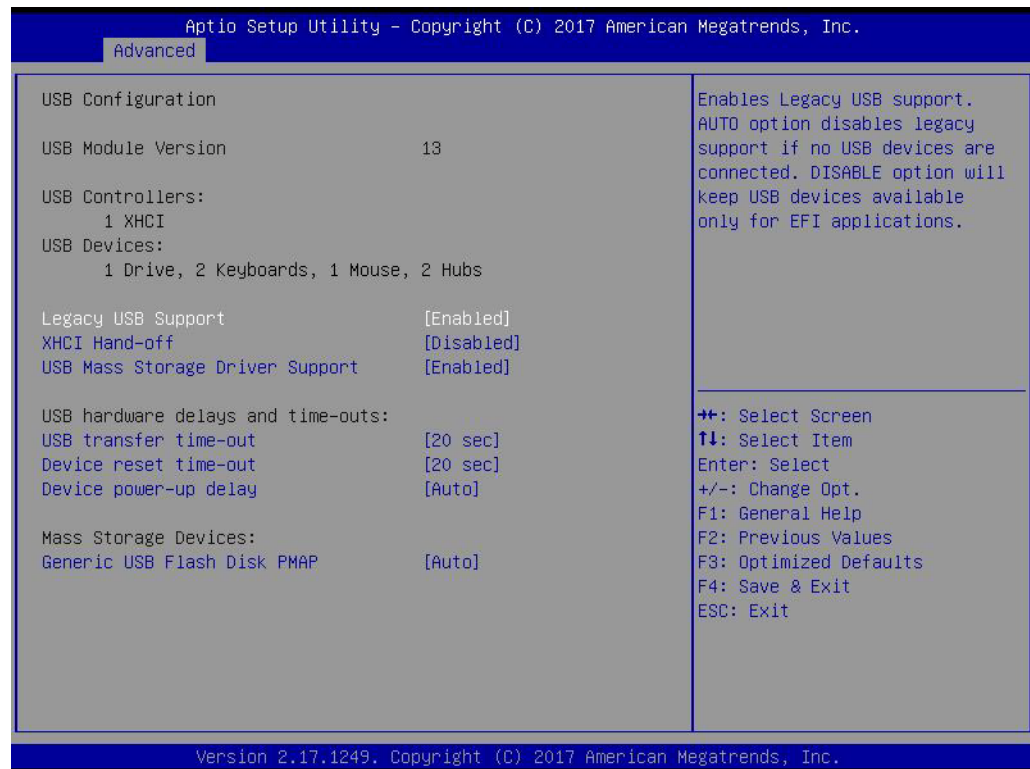 Aptio Setup Utility – Copyright (C) 2017 American Megatrends, Inc.
Advanced
USB Configuration
USB Module Version 13
USB Controllers:
1 XHCI
USB Devices:
1 Drive, 2 Keyboards, 1 Mouse, 2 Hubs
Legacy USB Support [Enabled]
XHCI Hand-off [Disabled]
USB Mass Storage Driver Support [Enabled]
USB hardware delays and time-outs:
USB transfer time-out [20 sec]
Device reset time-out [20 sec]
Device power-up delay [Auto]
Mass Storage Devices:
Generic USB Flash Disk PMAP [Auto]
Enables Legacy USB support.
AUTO option disables legacy
support if no USB devices are
connected. DISABLE option will
keep USB devices available
only for EFI applications.
→←: Select Screen
↑↓: Select Item
Enter: Select
+/-: Change Opt.
F1: General Help
F2: Previous Values
F3: Optimized Defaults
F4: Save & Exit
ESC: Exit
Version 2.17.1249. Copyright (C) 2017 American Megatrends, Inc.